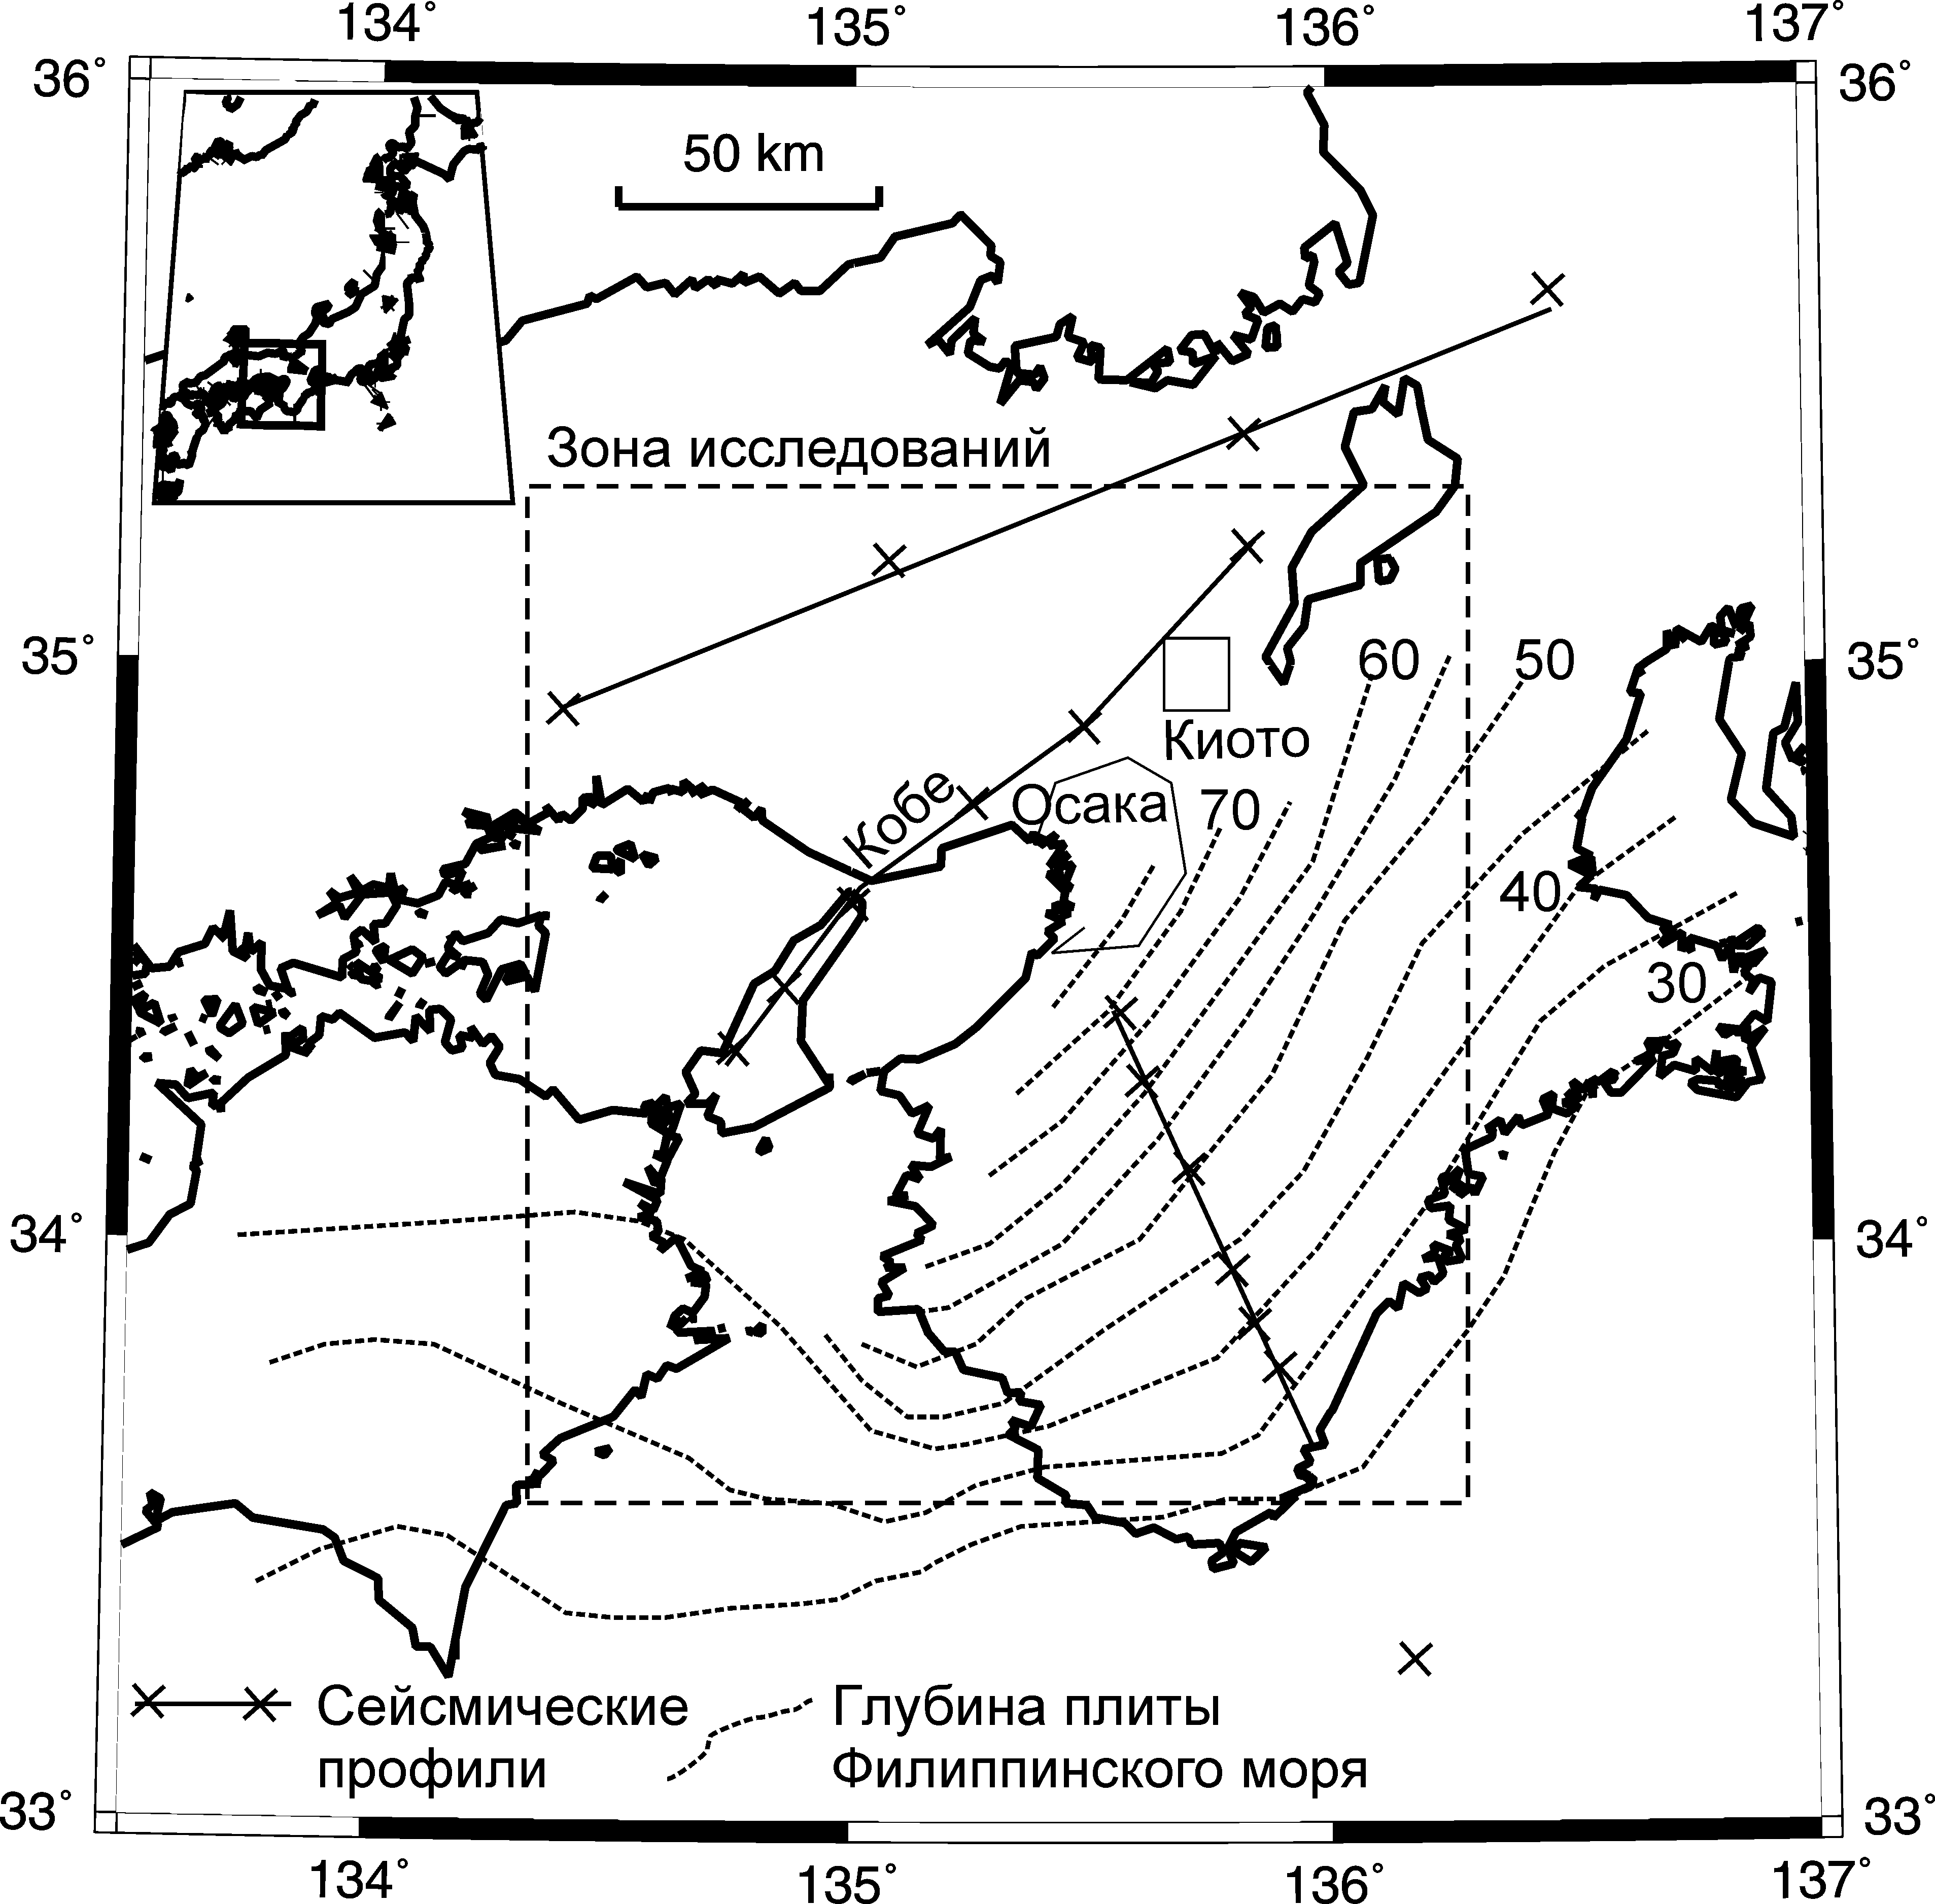 134°
135°
136°
137°
36°
36°
50 km
Зона исследований
35°
60
50
35°
Киото
Кобе
Осака
70
40
30
34°
34°
Сейсмические
профили
Глубина плиты
Филиппинского моря
33°
33°
134°
135°
136°
137°